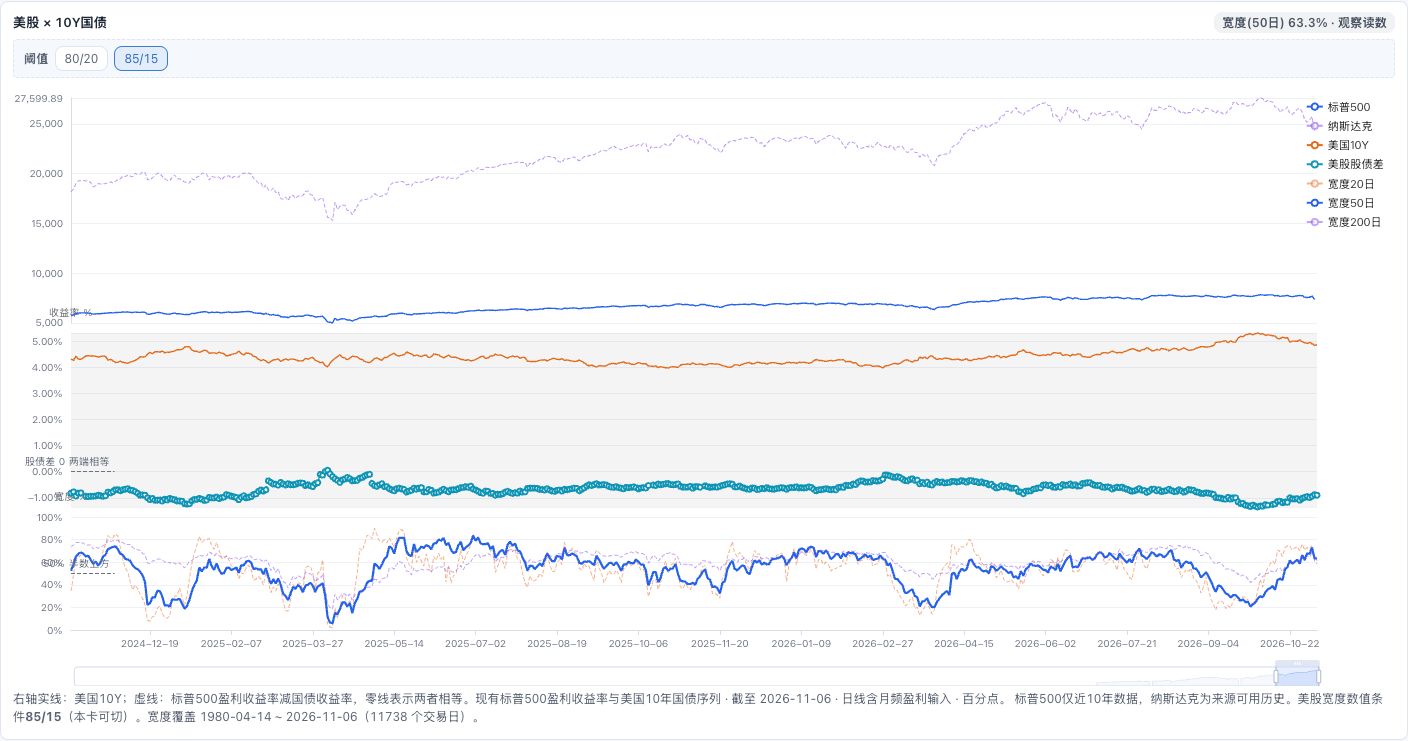 美股 × 10Y国债
宽度(50日) 63.3% · 观察读数
阈值 80/20 85/15
27,599.89
25,000
20,000
15,000
10,000
5,000
收益率 %
5.00%
4.00%
3.00%
2.00%
1.00%
股债差 0 两端相等
0.00%
−1.00%
宽度
100%
80%
60%
40%
20%
0%
2024−12−19 2025−02−07 2025−03−27 2025−05−14 2025−07−02 2025−08−19 2025−10−06 2025−11−20 2026−01−09 2026−02−27 2026−04−15 2026−06−02 2026−07−21 2026−09−04 2026−10−22
标普500
纳斯达克
美国10Y
美股股债差
宽度20日
宽度50日
宽度200日
右轴实线：美国10Y；虚线：标普500盈利收益率减国债收益率，零线表示两者相等。现有标普500盈利收益率与美国10年国债序列 · 截至 2026-11-06 · 日线含月频盈利输入 · 百分点。 标普500仅近10年数据，纳斯达克为来源可用历史。美股宽度数值条
件85/15（本卡可切）。宽度覆盖 1980-04-14 ~ 2026-11-06（11738 个交易日）。